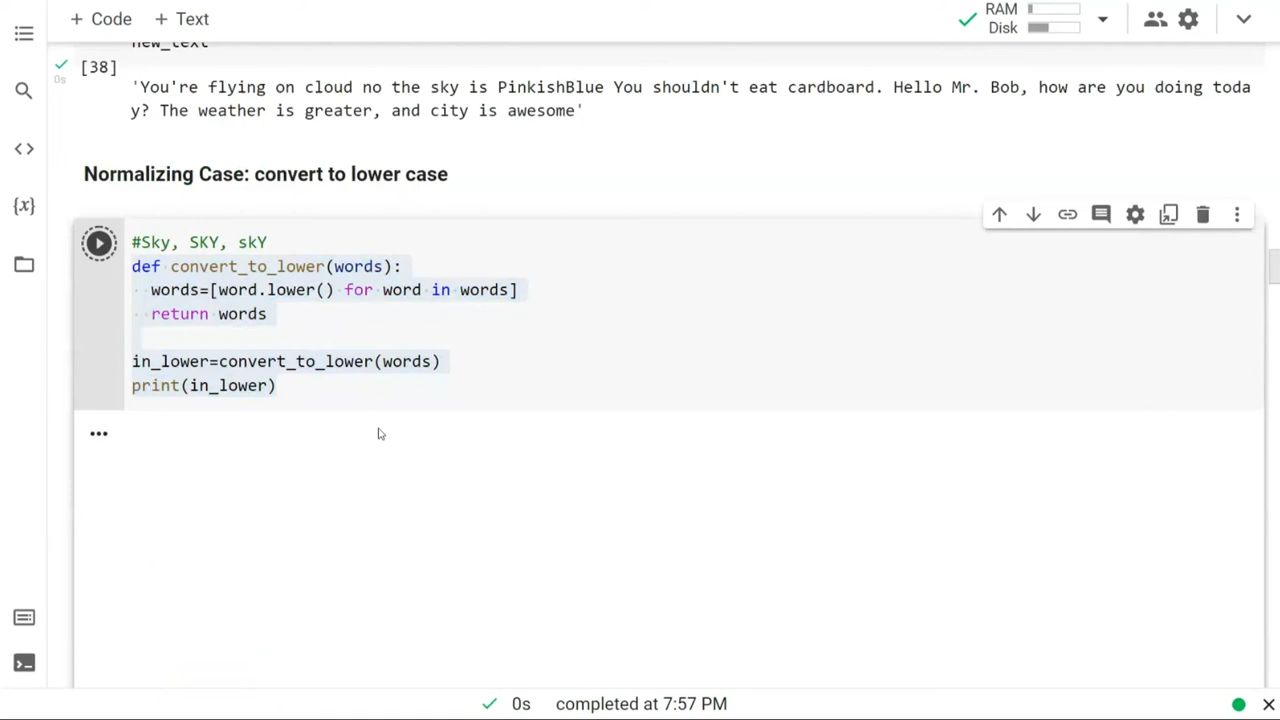 + Code + Text
RAM
Disk
new_text
[38]
0s
'You're flying on cloud no the sky is PinkishBlue You shouldn't eat cardboard. Hello Mr. Bob, how are you doing toda
y? The weather is greater, and city is awesome'
Normalizing Case: convert to lower case
#Sky, SKY, skY
def convert_to_lower(words):
words=[word.lower() for word in words]
return words
in_lower=convert_to_lower(words)
print(in_lower)
0s completed at 7:57 PM